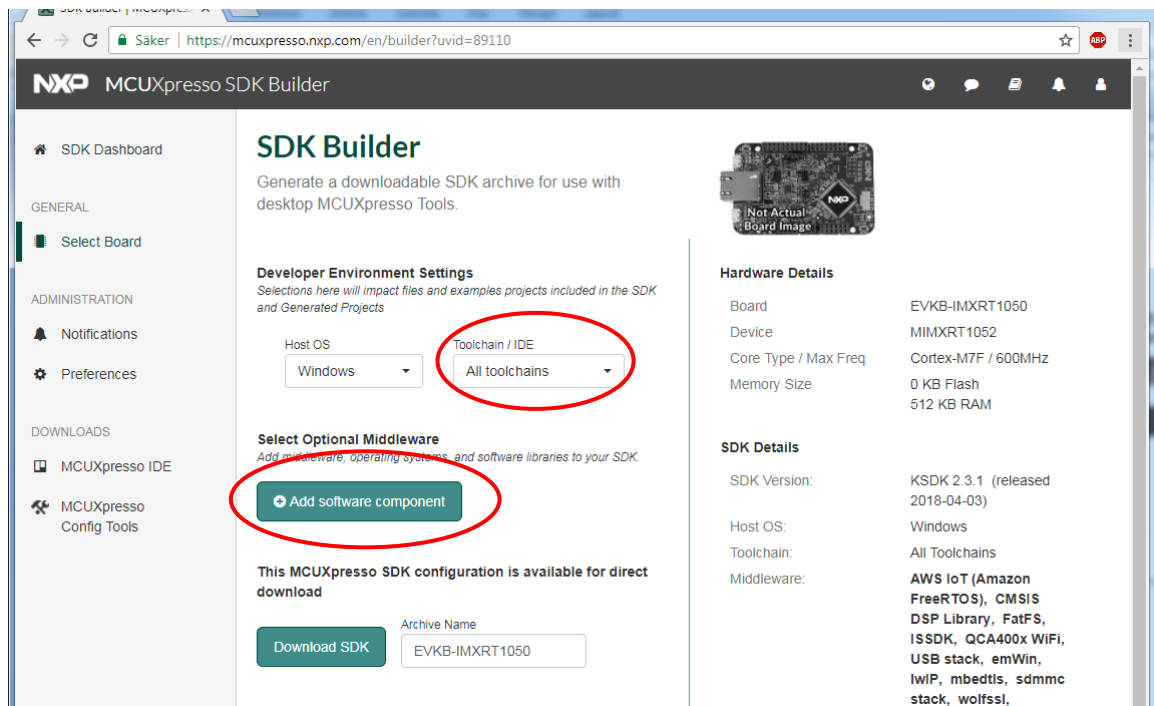 SDK Builder | MCUXpres
Säker | https://mcuxpresso.nxp.com/en/builder?uvid=89110
ABP
NXP MCUXpresso SDK Builder
SDK Dashboard
GENERAL
Select Board
ADMINISTRATION
Notifications
Preferences
DOWNLOADS
MCUXpresso IDE
MCUXpresso
Config Tools
SDK Builder
Generate a downloadable SDK archive for use with
desktop MCUXpresso Tools.
Developer Environment Settings
Selections here will impact files and examples projects included in the SDK
and Generated Projects
Host OS
Windows
Toolchain / IDE
All toolchains
Select Optional Middleware
Add middleware, operating systems, and software libraries to your SDK.
Add software component
This MCUXpresso SDK configuration is available for direct
download
Download SDK
Archive Name
EVKB-IMXRT1050
NXP
NXP
Not Actual
Board Image
Hardware Details
Board EVKB-IMXRT1050
Device MIMXRT1052
Core Type / Max Freq Cortex-M7F / 600MHz
Memory Size 0 KB Flash
512 KB RAM
SDK Details
SDK Version: KSDK 2.3.1 (released
2018-04-03)
Host OS: Windows
Toolchain: All Toolchains
Middleware: AWS IoT (Amazon
FreeRTOS), CMSIS
DSP Library, FatFS,
ISSDK, QCA400x WiFi,
USB stack, emWin,
lwIP, mbedtls, sdmmc
stack, wolfssl,